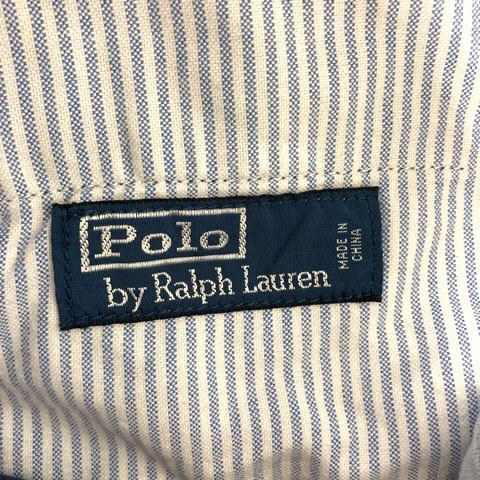 Polo
by Ralph Lauren
MADE IN
CHINA